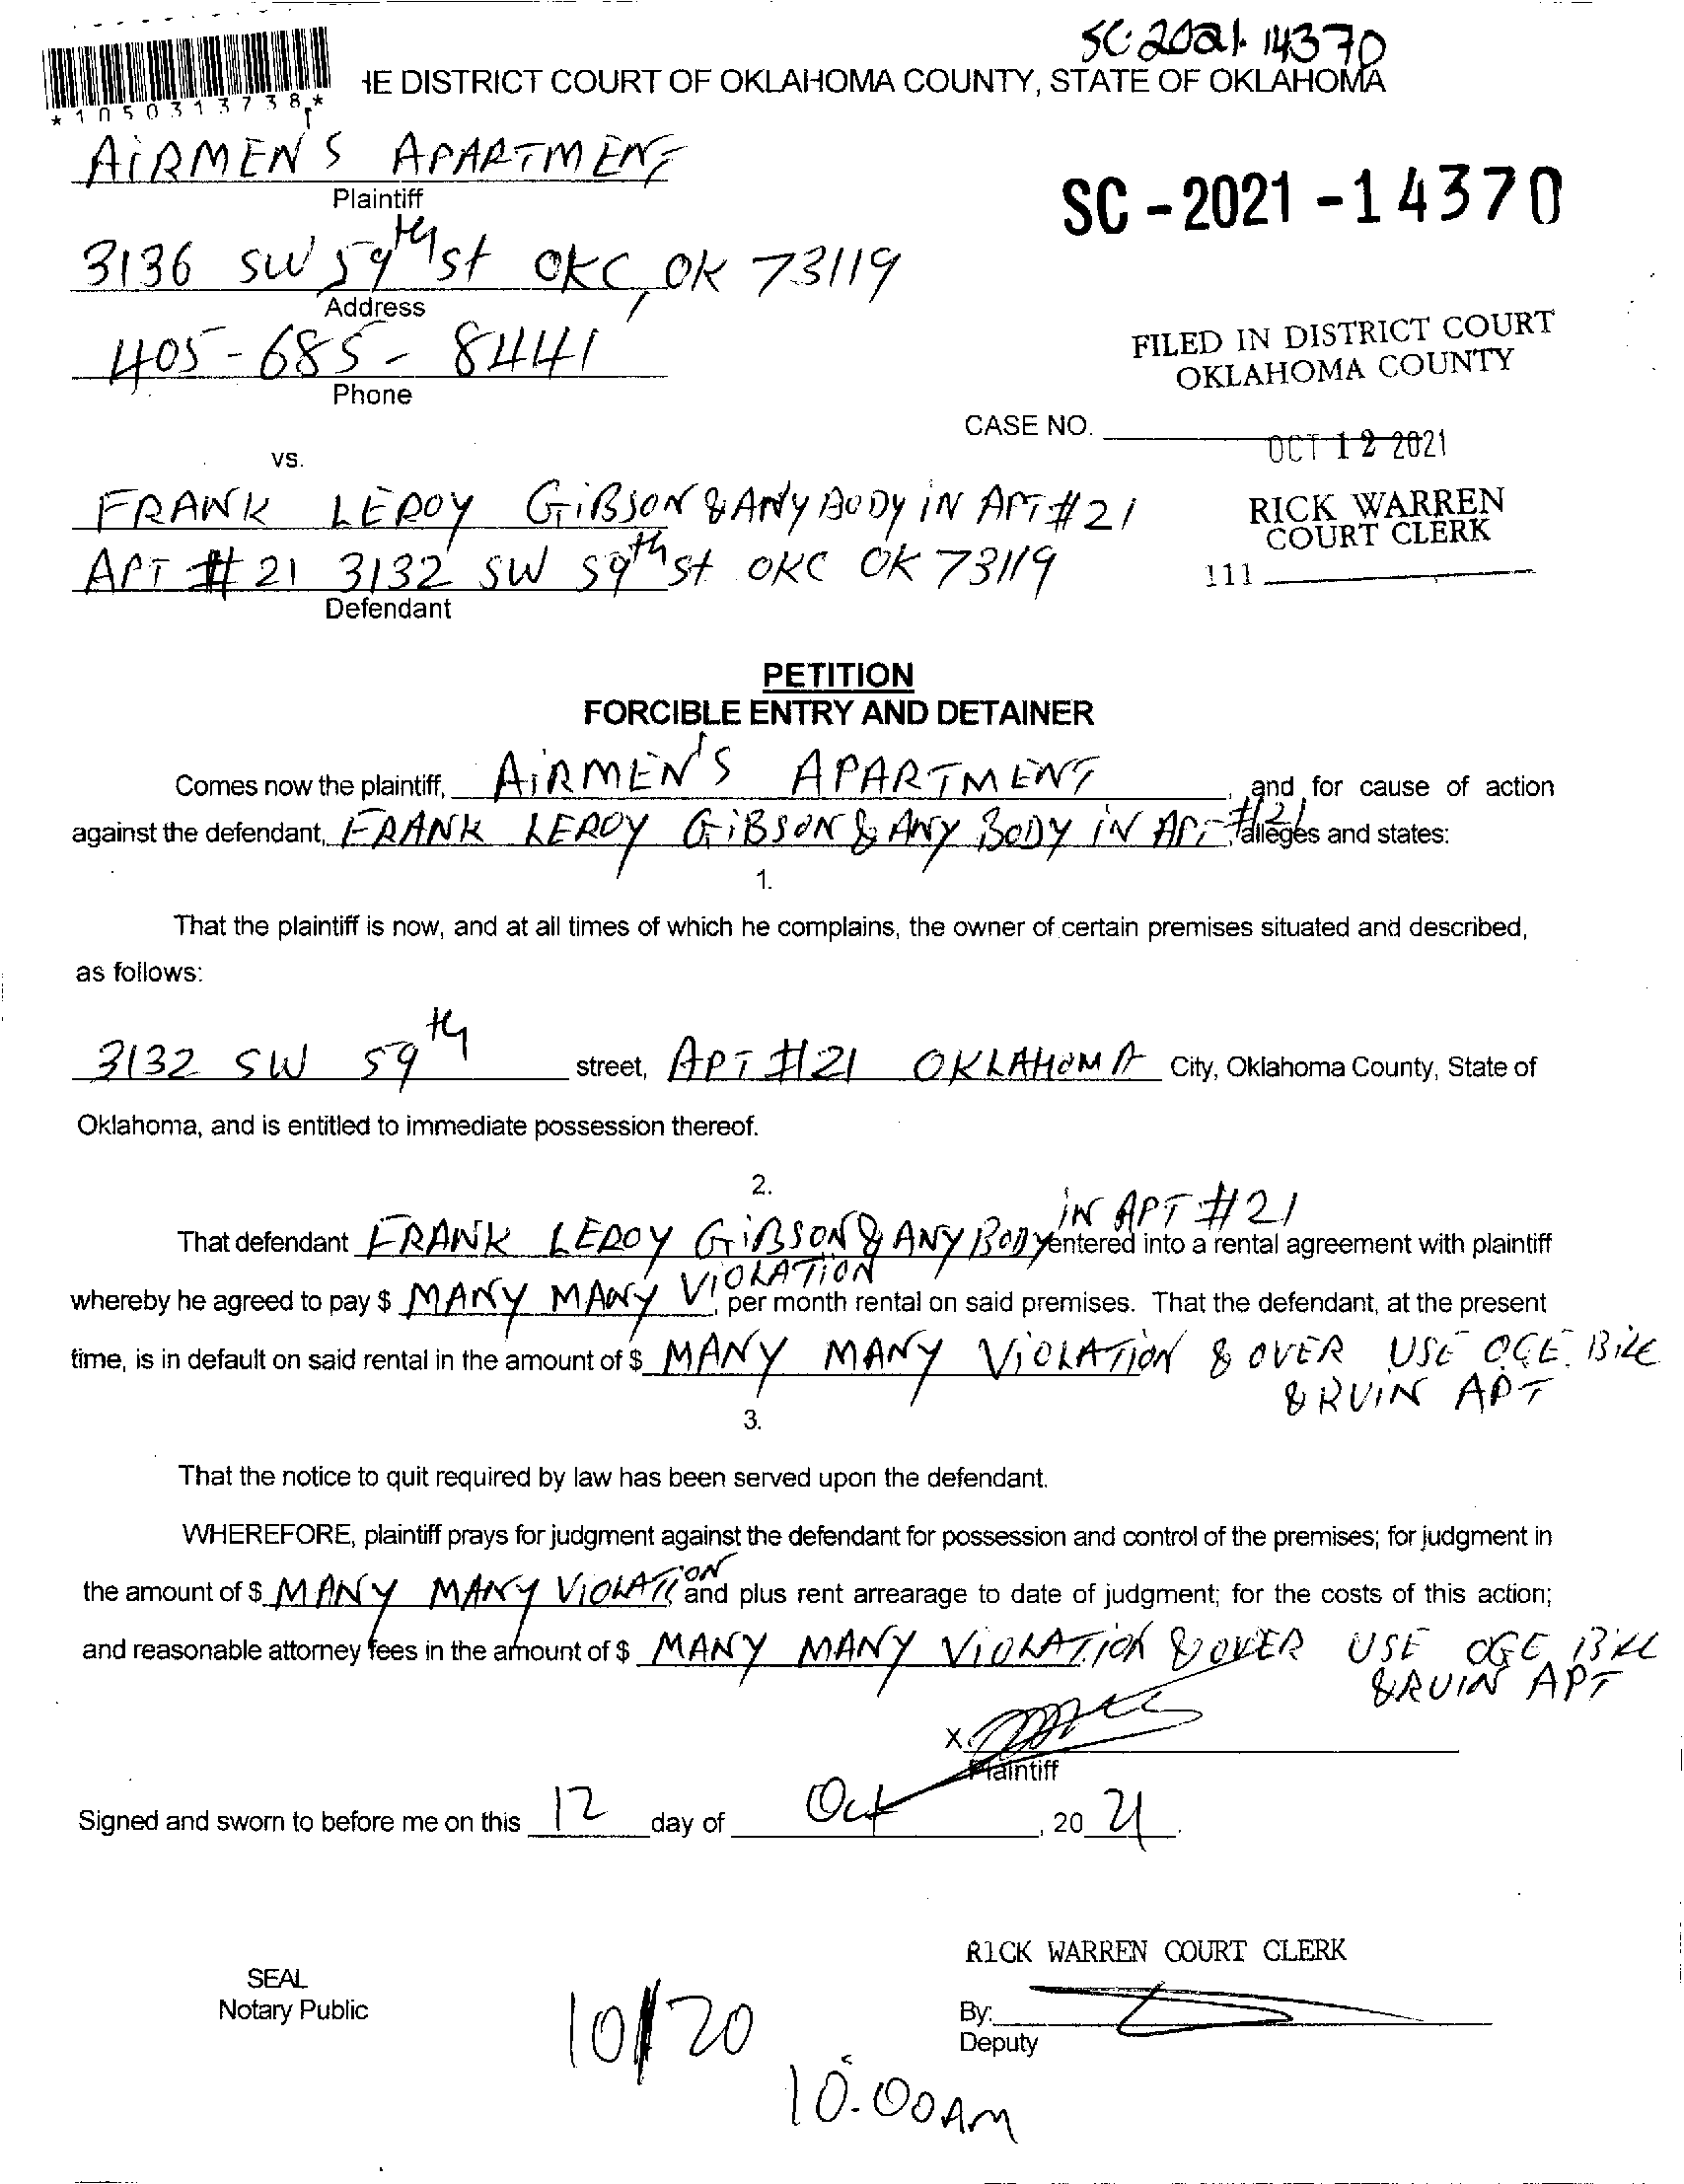 SC-2021-14370
*1050313738*
IE DISTRICT COURT OF OKLAHOMA COUNTY, STATE OF OKLAHOMA
AIRMEN'S APARTMENT
Plaintiff
SC - 2021 - 14370
3136 SW 59th st OKC, OK 73119
Address
405-685-8441
Phone
FILED IN DISTRICT COURT
OKLAHOMA COUNTY
CASE NO.
OCT 12 2021
vs.
FRANK LEROY GIBSON & ANY BODY IN APT #21
RICK WARREN
COURT CLERK
APT #21 3132 SW 59th st OKC OK 73119
111
Defendant
PETITION
FORCIBLE ENTRY AND DETAINER
Comes now the plaintiff, AIRMEN'S APARTMENT, and for cause of action
against the defendant, FRANK LEROY GIBSON & ANY BODY IN APT #21, alleges and states:
1.
That the plaintiff is now, and at all times of which he complains, the owner of certain premises situated and described,
as follows:
3132 SW 59th street, APT #21 OKLAHOMA City, Oklahoma County, State of
Oklahoma, and is entitled to immediate possession thereof.
2.
That defendant FRANK LEROY GIBSON & ANY BODY IN APT #21 entered into a rental agreement with plaintiff
whereby he agreed to pay $ MANY MANY VIOLATION, per month rental on said premises. That the defendant, at the present
time, is in default on said rental in the amount of $ MANY MANY VIOLATION & OVER USE OGE. BILL
& RUIN APT
3.
That the notice to quit required by law has been served upon the defendant.
WHEREFORE, plaintiff prays for judgment against the defendant for possession and control of the premises; for judgment in
the amount of $ MANY MANY VIOLATION and plus rent arrearage to date of judgment; for the costs of this action;
and reasonable attorney fees in the amount of $ MANY MANY VIOLATION & OVER USE OGE BILL
& RUIN APT
X
Plaintiff
Signed and sworn to before me on this 12 day of Oct, 20 21.
RICK WARREN COURT CLERK
SEAL
Notary Public
By:
Deputy
10/20
10:00AM